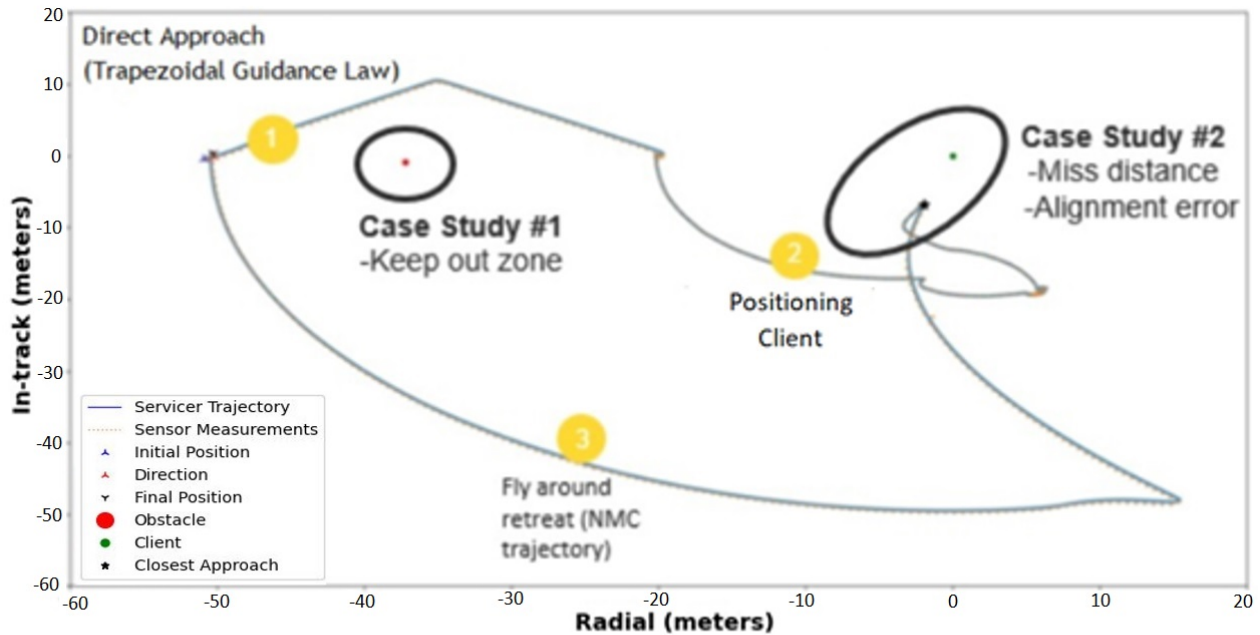 Direct Approach
(Trapezoidal Guidance Law)
1
Case Study #1
-Keep out zone
Case Study #2
-Miss distance
-Alignment error
2
Positioning
Client
3
Fly around
retreat (NMC
trajectory)
Servicer Trajectory
Sensor Measurements
Initial Position
Direction
Final Position
Obstacle
Client
Closest Approach
In-track (meters)
20
10
0
-10
-20
-30
-40
-50
-60
-60 -50 -40 -30 -20 -10 0 10 20
Radial (meters)